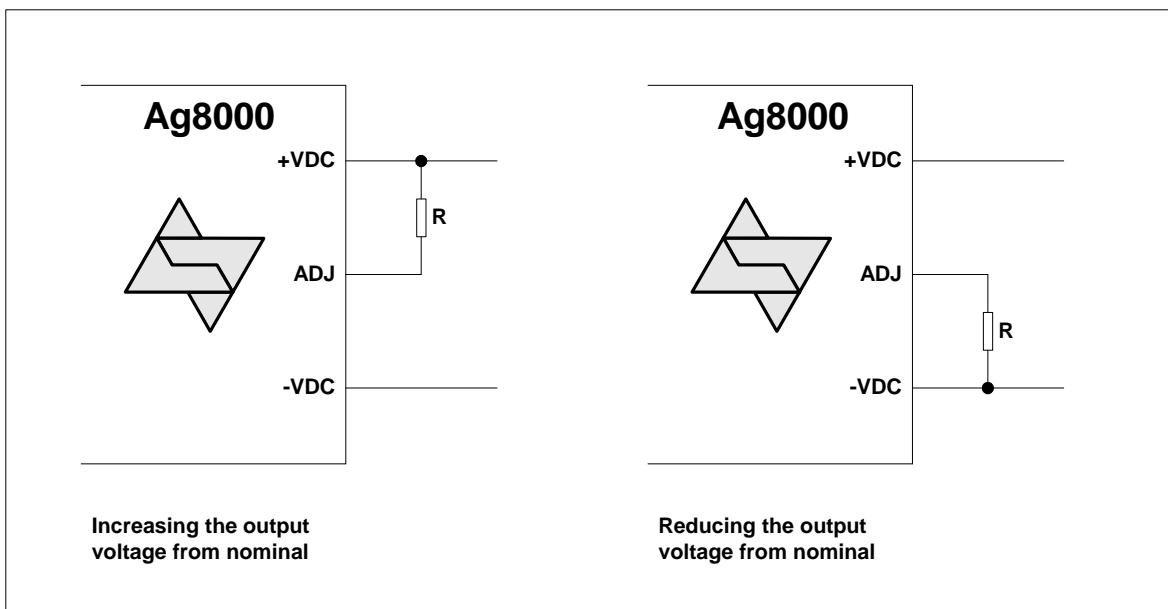 Ag8000
+VDC
R
ADJ
-VDC
Increasing the output
voltage from nominal
Ag8000
+VDC
ADJ
R
-VDC
Reducing the output
voltage from nominal